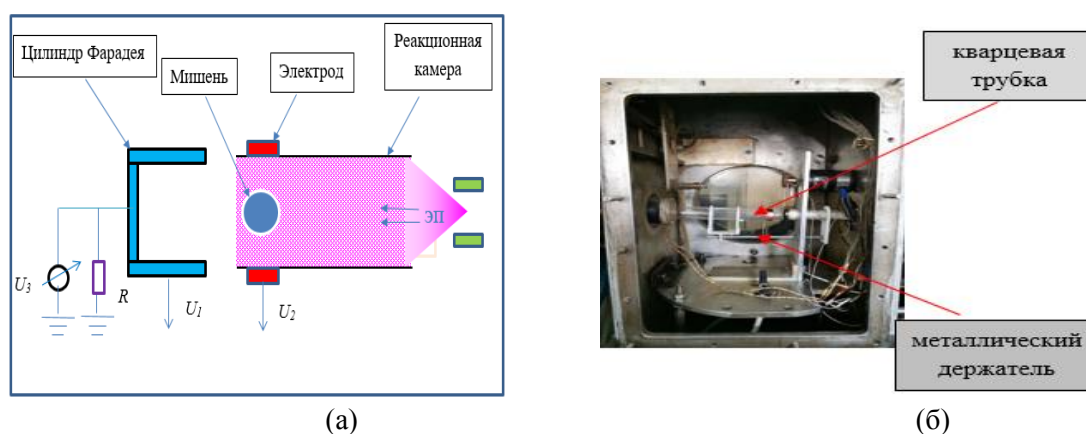 Цилиндр Фарадея
Мишень
Электрод
Реакционная
камера
ЭП
U3
R
U1
U2
(а)
кварцевая
трубка
металлический
держатель
(б)